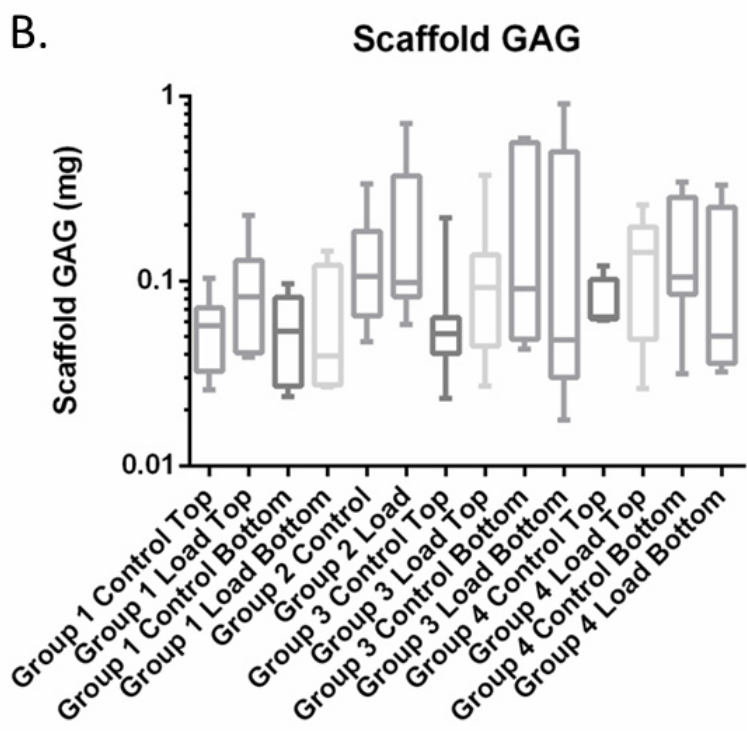 B.
Scaffold GAG
Scaffold GAG (mg)
1
0.1
0.01
Group 1 Control Top
Group 1 Load Top
Group 1 Control Bottom
Group 1 Load Bottom
Group 2 Control
Group 2 Load
Group 3 Control Top
Group 3 Load Top
Group 3 Control Bottom
Group 3 Load Bottom
Group 4 Control Top
Group 4 Load Top
Group 4 Control Bottom
Group 4 Load Bottom